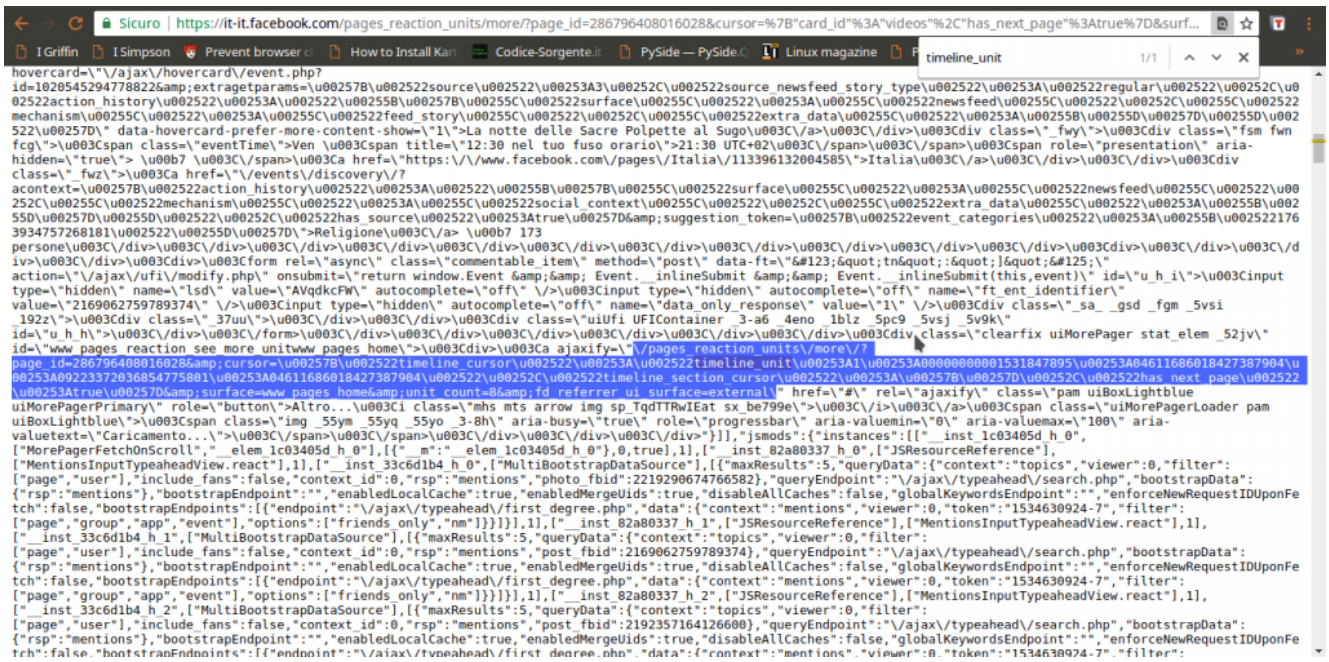 Sicuro | https://it-it.facebook.com/pages_reaction_units/more/?page_id=286796408016028&cursor=%7B"card_id"%3A"videos"%2C"has_next_page"%3Atrue%7D&surf...
I Griffin I Simpson Prevent browser c How to Install Kart Codice-Sorgente.it PySide — PySide.Q Linux magazine P »
timeline_unit 1/1
hovercard=\"\/ajax\/hovercard\/event.php?
id=1020545294778822&amp;extragetparams=\u00257B\u002522source\u002522\u00253A3\u00252C\u002522source_newsfeed_story_type\u002522\u00253A\u002522regular\u002522\u00252C\u0
02522action_history\u002522\u00253A\u002522\u00255B\u00257B\u00255C\u002522surface\u00255C\u002522\u00253A\u00255C\u002522newsfeed\u00255C\u002522\u00252C\u00255C\u002522
mechanism\u00255C\u002522\u00253A\u00255C\u002522feed_story\u00255C\u002522\u00252C\u00255C\u002522extra_data\u00255C\u002522\u00253A\u00255B\u00255D\u00257D\u00255D\u002
522\u00257D\" data-hovercard-prefer-more-content-show=\"1\">La notte delle Sacre Polpette al Sugo\u003C\/a>\u003C\/div>\u003Cdiv class=\"_fwy\">\u003Cdiv class=\"fsm fwn
fcg\">\u003Cspan class=\"eventTime\">Ven \u003Cspan title=\"12:30 nel tuo fuso orario\">21:30 UTC+02\u003C\/span>\u003C\/span>\u003Cspan role=\"presentation\" aria-
hidden=\"true\"> \u00b7 \u003C\/span>\u003Ca href=\"https:\/\/www.facebook.com\/pages\/Italia\/113396132004585\">Italia\u003C\/a>\u003C\/div>\u003C\/div>\u003Cdiv
class=\"_fwz\">\u003Ca href=\"\/events\/discovery\/?
acontext=\u00257B\u002522action_history\u002522\u00253A\u002522\u00255B\u00257B\u00255C\u002522surface\u00255C\u002522\u00253A\u00255C\u002522newsfeed\u00255C\u002522\u00
252C\u00255C\u002522mechanism\u00255C\u002522\u00253A\u00255C\u002522social_context\u00255C\u002522\u00252C\u00255C\u002522extra_data\u00255C\u002522\u00253A\u00255B\u002
55D\u00257D\u00255D\u002522\u00252C\u002522has_source\u002522\u00253Atrue\u00257D&amp;suggestion_token=\u00257B\u002522event_categories\u002522\u00253A\u00255B\u002522176
3934757268181\u002522\u00255D\u00257D\">Religione\u003C\/a> \u00b7 173
persone\u003C\/div>\u003C\/div>\u003C\/div>\u003C\/div>\u003C\/div>\u003C\/div>\u003C\/div>\u003C\/div>\u003C\/div>\u003C\/div>\u003C\/div>\u003Cdiv>\u003C\/div>\u003C\/d
iv>\u003C\/div>\u003Cdiv>\u003Cform rel=\"async\" class=\"commentable_item\" method=\"post\" data-ft=\"&#123;&quot;tn&quot;:&quot;]&quot;&#125;\"
action=\"\/ajax\/ufi\/modify.php\" onsubmit=\"return window.Event &amp;&amp; Event.__inlineSubmit &amp;&amp; Event.__inlineSubmit(this,event)\" id=\"u_h_i\">\u003Cinput
type=\"hidden\" name=\"lsd\" value=\"AVqdkcFW\" autocomplete=\"off\" \/>\u003Cinput type=\"hidden\" autocomplete=\"off\" name=\"ft_ent_identifier\"
value=\"2169062759789374\" \/>\u003Cinput type=\"hidden\" autocomplete=\"off\" name=\"data_only_response\" value=\"1\" \/>\u003Cdiv class=\"_sa_ _gsd _fgm _5vsi
_192z\">\u003Cdiv class=\"_37uu\">\u003C\/div>\u003Cdiv class=\"uiUfi UFIContainer _3-a6 _4eno _1blz _5pc9 _5vsj _5v9k\"
id=\"u_h_h\">\u003C\/div>\u003C\/form>\u003C\/div>\u003C\/div>\u003C\/div>\u003C\/div>\u003C\/div>\u003C\/div>\u003Cdiv class=\"clearfix uiMorePager stat_elem _52jv\"
id=\"www_pages_reaction_see_more_unitwww_pages_home\">\u003Cdiv>\u003Ca ajaxify=\"\/pages_reaction_units\/more\/?
page_id=286796408016028&amp;cursor=\u00257B\u002522timeline_cursor\u002522\u00253A\u002522timeline_unit\u00253A1\u00253A00000000001531847895\u00253A04611686018427387904\u
00253A09223372036854775801\u00253A04611686018427387904\u002522\u00252C\u002522timeline_section_cursor\u002522\u00253A\u00257B\u00257D\u00252C\u002522has_next_page\u002522
\u00253Atrue\u00257D&amp;surface=www_pages_home&amp;unit_count=8&amp;fd_referrer_ui_surface=external\" href=\"#\" rel=\"ajaxify\" class=\"pam uiBoxLightblue
uiMorePagerPrimary\" role=\"button\">Altro...\u003Ci class=\"mhs mts arrow img sp_TqdTTRwIEat sx_be799e\">\u003C\/i>\u003C\/a>\u003Cspan class=\"uiMorePagerLoader pam
uiBoxLightblue\">\u003Cspan class=\"img _55ym _55yq _55yo _3-8h\" aria-busy=\"true\" role=\"progressbar\" aria-valuemin=\"0\" aria-valuemax=\"100\" aria-
valuetext=\"Caricamento...\">\u003C\/span>\u003C\/span>\u003C\/div>\u003C\/div>\u003C\/div>"}]],"jsmods":{"instances":[["__inst_1c03405d_h_0",
["MorePagerFetchOnScroll","__elem_1c03405d_h_0"],[{"__m":"__elem_1c03405d_h_0"},0,true],1],["__inst_82a80337_h_0",["JSResourceReference"],
["MentionsInputTypeaheadView.react"],1],["__inst_33c6d1b4_h_0",["MultiBootstrapDataSource"],[{"maxResults":5,"queryData":{"context":"topics","viewer":0,"filter":
["page","user"],"include_fans":false,"context_id":0,"rsp":"mentions","photo_fbid":2219290674766582},"queryEndpoint":"\/ajax\/typeahead\/search.php","bootstrapData":
{"rsp":"mentions"},"bootstrapEndpoint":"","enabledLocalCache":true,"enabledMergeUids":true,"disableAllCaches":false,"globalKeywordsEndpoint":"","enforceNewRequestIDUponFe
tch":false,"bootstrapEndpoints":[{"endpoint":"\/ajax\/typeahead\/first_degree.php","data":{"context":"mentions","viewer":0,"token":"1534630924-7","filter":
["page","group","app","event"],"options":["friends_only","nm"]}}]}],1],["__inst_82a80337_h_1",["JSResourceReference"],["MentionsInputTypeaheadView.react"],1],
["__inst_33c6d1b4_h_1",["MultiBootstrapDataSource"],[{"maxResults":5,"queryData":{"context":"topics","viewer":0,"filter":
["page","user"],"include_fans":false,"context_id":0,"rsp":"mentions","post_fbid":2169062759789374},"queryEndpoint":"\/ajax\/typeahead\/search.php","bootstrapData":
{"rsp":"mentions"},"bootstrapEndpoint":"","enabledLocalCache":true,"enabledMergeUids":true,"disableAllCaches":false,"globalKeywordsEndpoint":"","enforceNewRequestIDUponFe
tch":false,"bootstrapEndpoints":[{"endpoint":"\/ajax\/typeahead\/first_degree.php","data":{"context":"mentions","viewer":0,"token":"1534630924-7","filter":
["page","group","app","event"],"options":["friends_only","nm"]}}]}],1],["__inst_82a80337_h_2",["JSResourceReference"],["MentionsInputTypeaheadView.react"],1],
["__inst_33c6d1b4_h_2",["MultiBootstrapDataSource"],[{"maxResults":5,"queryData":{"context":"topics","viewer":0,"filter":
["page","user"],"include_fans":false,"context_id":0,"rsp":"mentions","post_fbid":2192357164126600},"queryEndpoint":"\/ajax\/typeahead\/search.php","bootstrapData":
{"rsp":"mentions"},"bootstrapEndpoint":"","enabledLocalCache":true,"enabledMergeUids":true,"disableAllCaches":false,"globalKeywordsEndpoint":"","enforceNewRequestIDUponFe
tch":false,"bootstrapEndpoints":[{"endpoint":"\/ajax\/typeahead\/first_degree.php","data":{"context":"mentions","viewer":0,"token":"1534630924-7","filter":